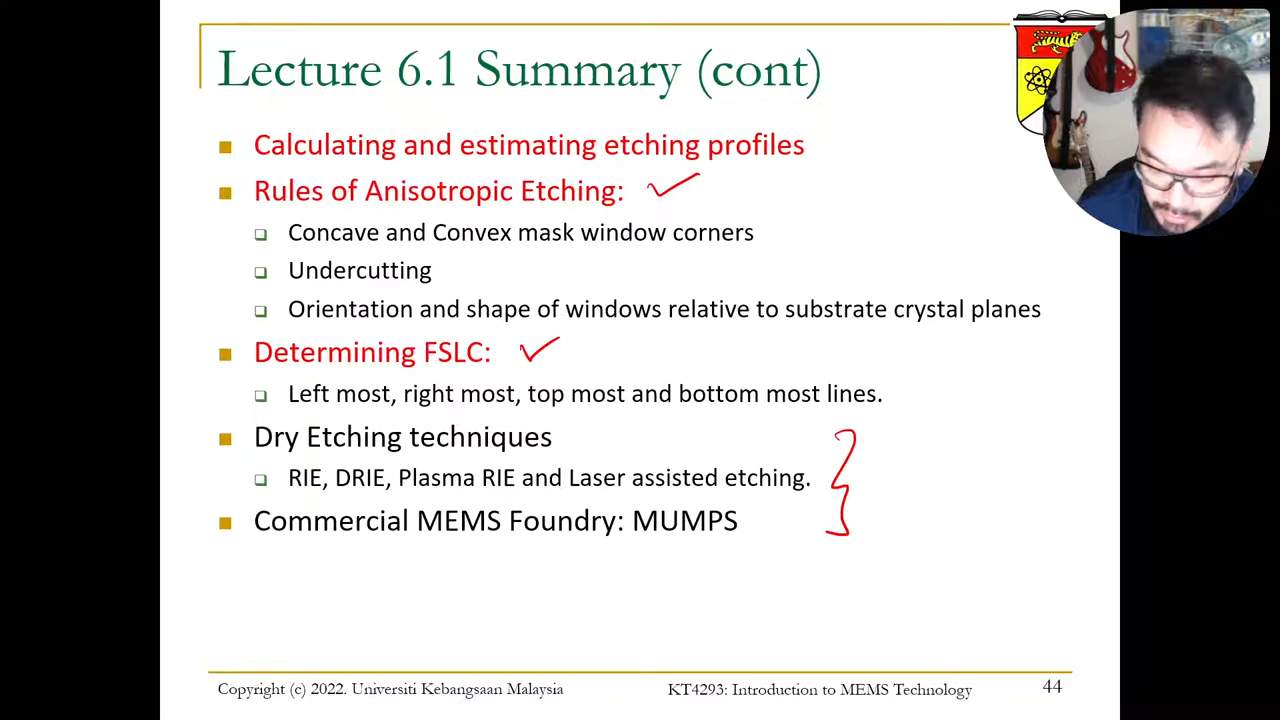 Lecture 6.1 Summary (cont)
Calculating and estimating etching profiles
Rules of Anisotropic Etching:
Concave and Convex mask window corners
Undercutting
Orientation and shape of windows relative to substrate crystal planes
Determining FSLC:
Left most, right most, top most and bottom most lines.
Dry Etching techniques
RIE, DRIE, Plasma RIE and Laser assisted etching.
Commercial MEMS Foundry: MUMPS
Copyright (c) 2022. Universiti Kebangsaan Malaysia
KT4293: Introduction to MEMS Technology
44